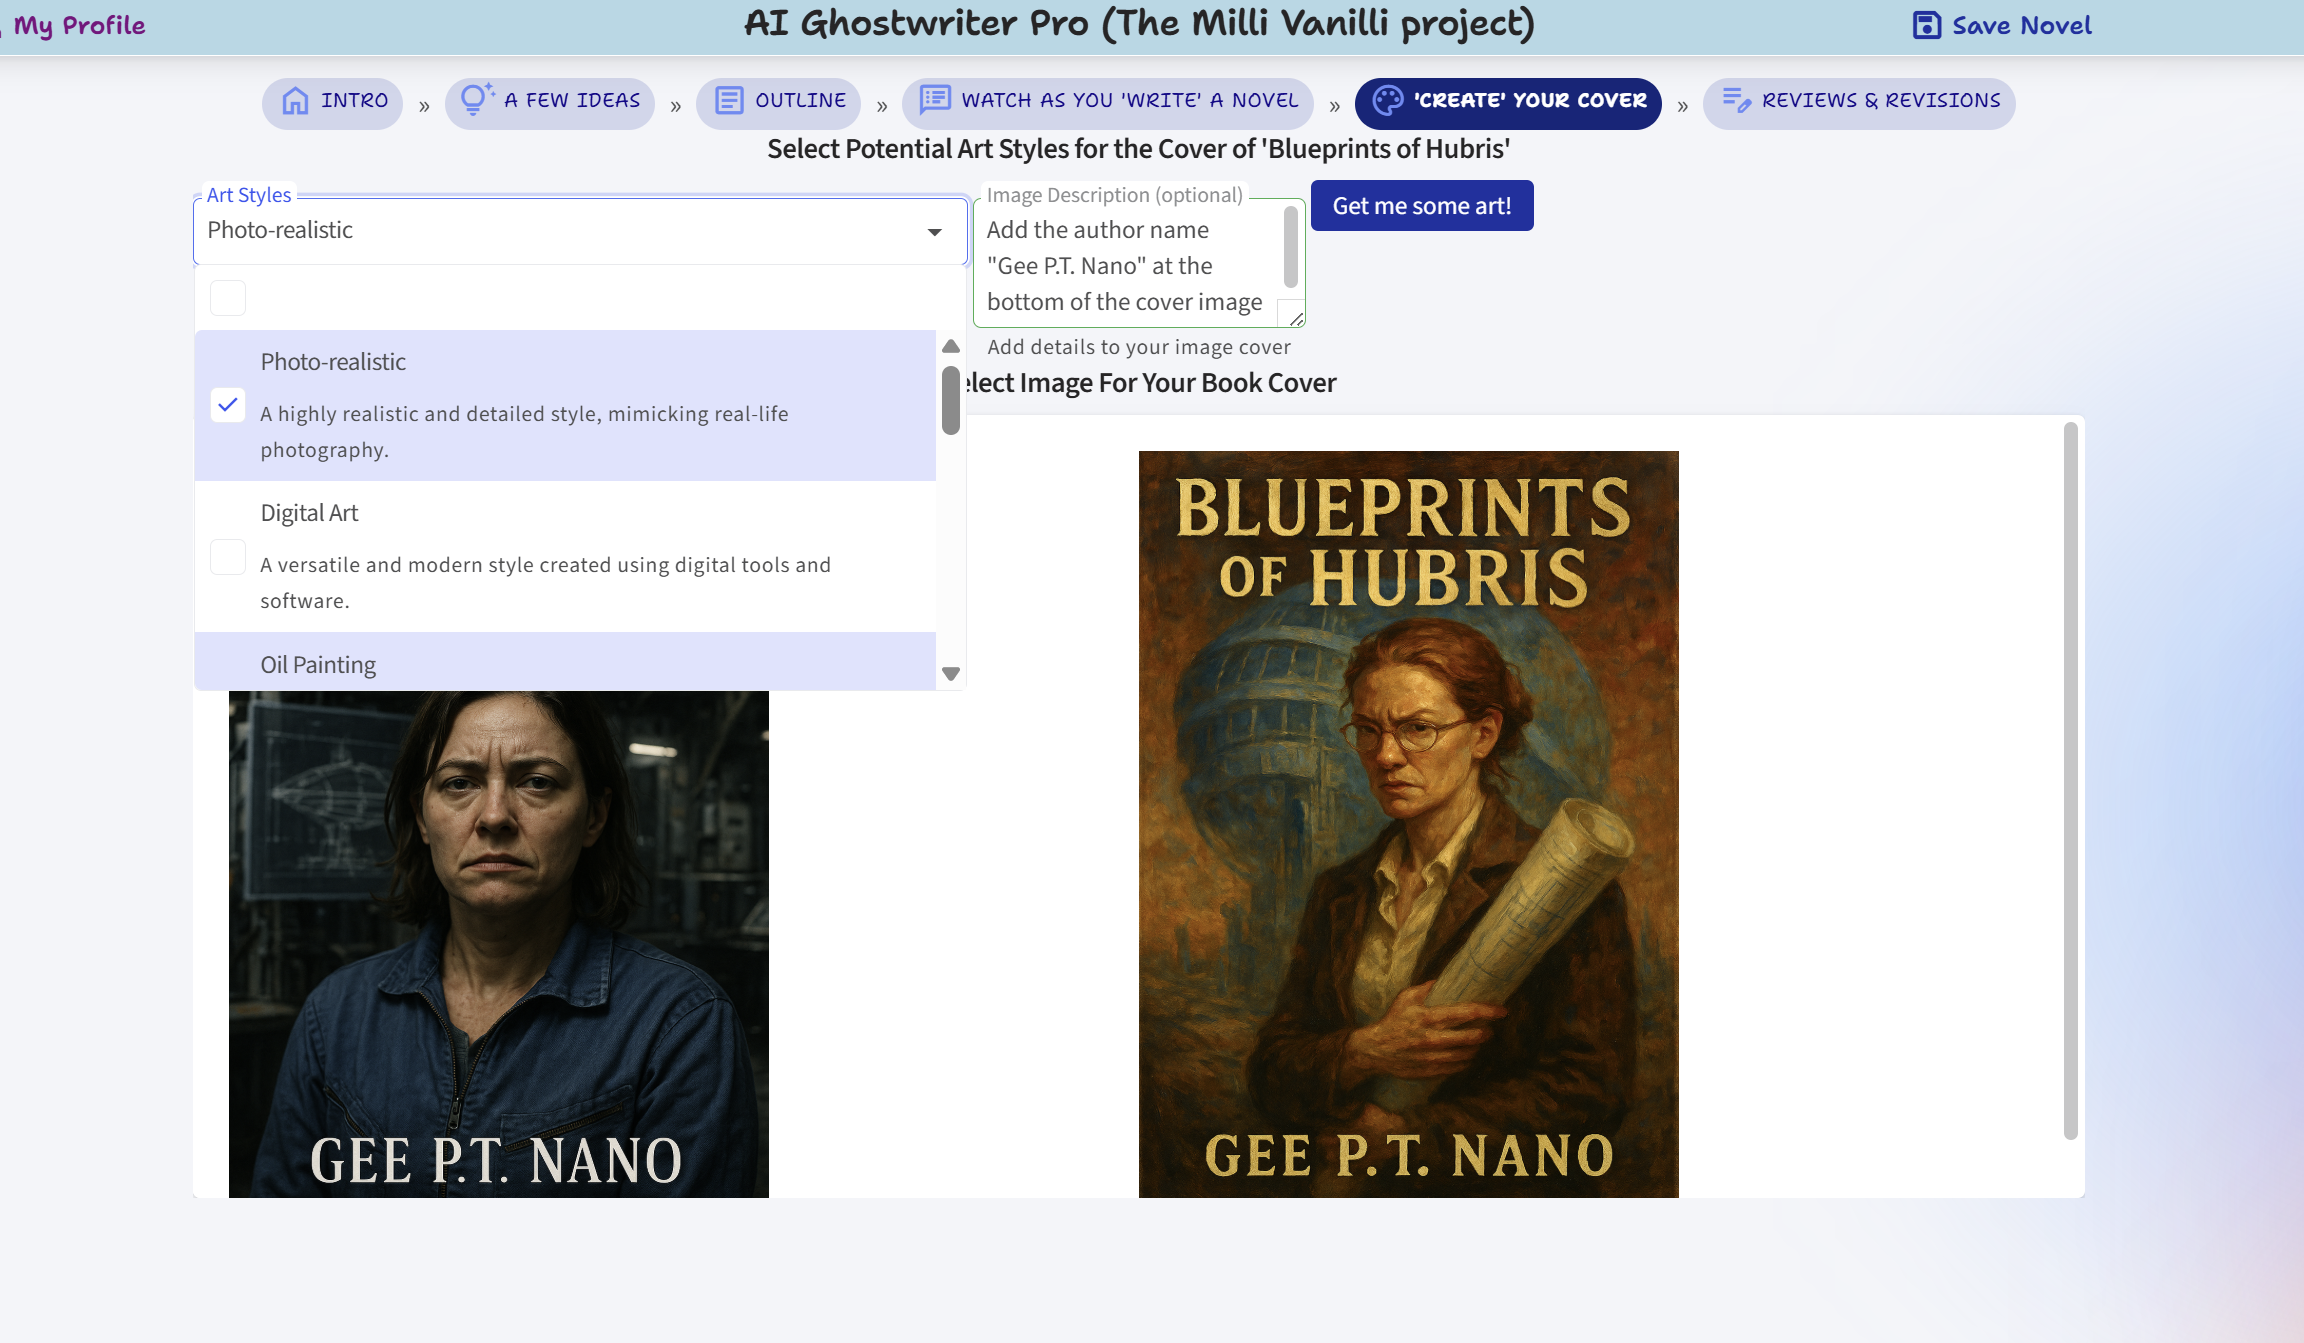 My Profile
AI Ghostwriter Pro (The Milli Vanilli project)
Save Novel
INTRO » A FEW IDEAS » OUTLINE » WATCH AS YOU 'WRITE' A NOVEL » 'CREATE' YOUR COVER » REVIEWS & REVISIONS
Select Potential Art Styles for the Cover of 'Blueprints of Hubris'
Art Styles
Photo-realistic
Image Description (optional)
Add the author name
"Gee P.T. Nano" at the
bottom of the cover image
Get me some art!
Add details to your image cover
Photo-realistic
A highly realistic and detailed style, mimicking real-life
photography.
Digital Art
A versatile and modern style created using digital tools and
software.
Oil Painting
Image For Your Book Cover
GEE P.T. NANO
BLUEPRINTS
OF HUBRIS
GEE P.T. NANO